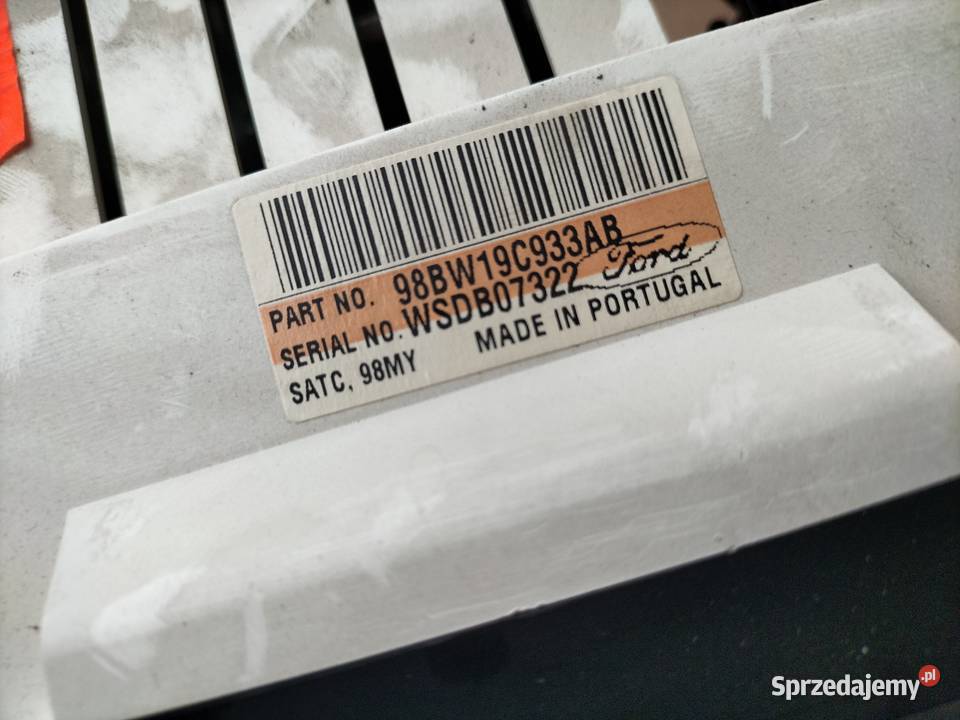 PART NO. 98BW19C933AB
SERIAL NO. WSDB07322 Ford
SATC, 98MY MADE IN PORTUGAL
Sprzedajemy.pl